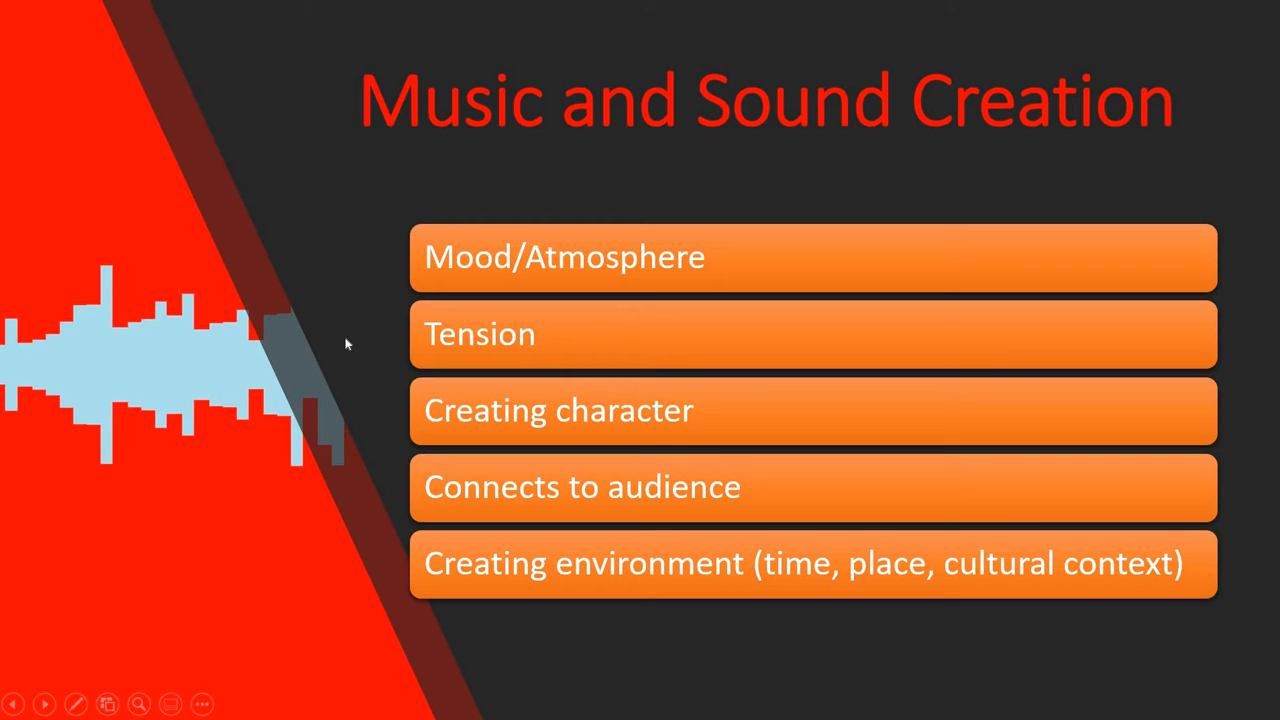 Music and Sound Creation
Mood/Atmosphere
Tension
Creating character
Connects to audience
Creating environment (time, place, cultural context)